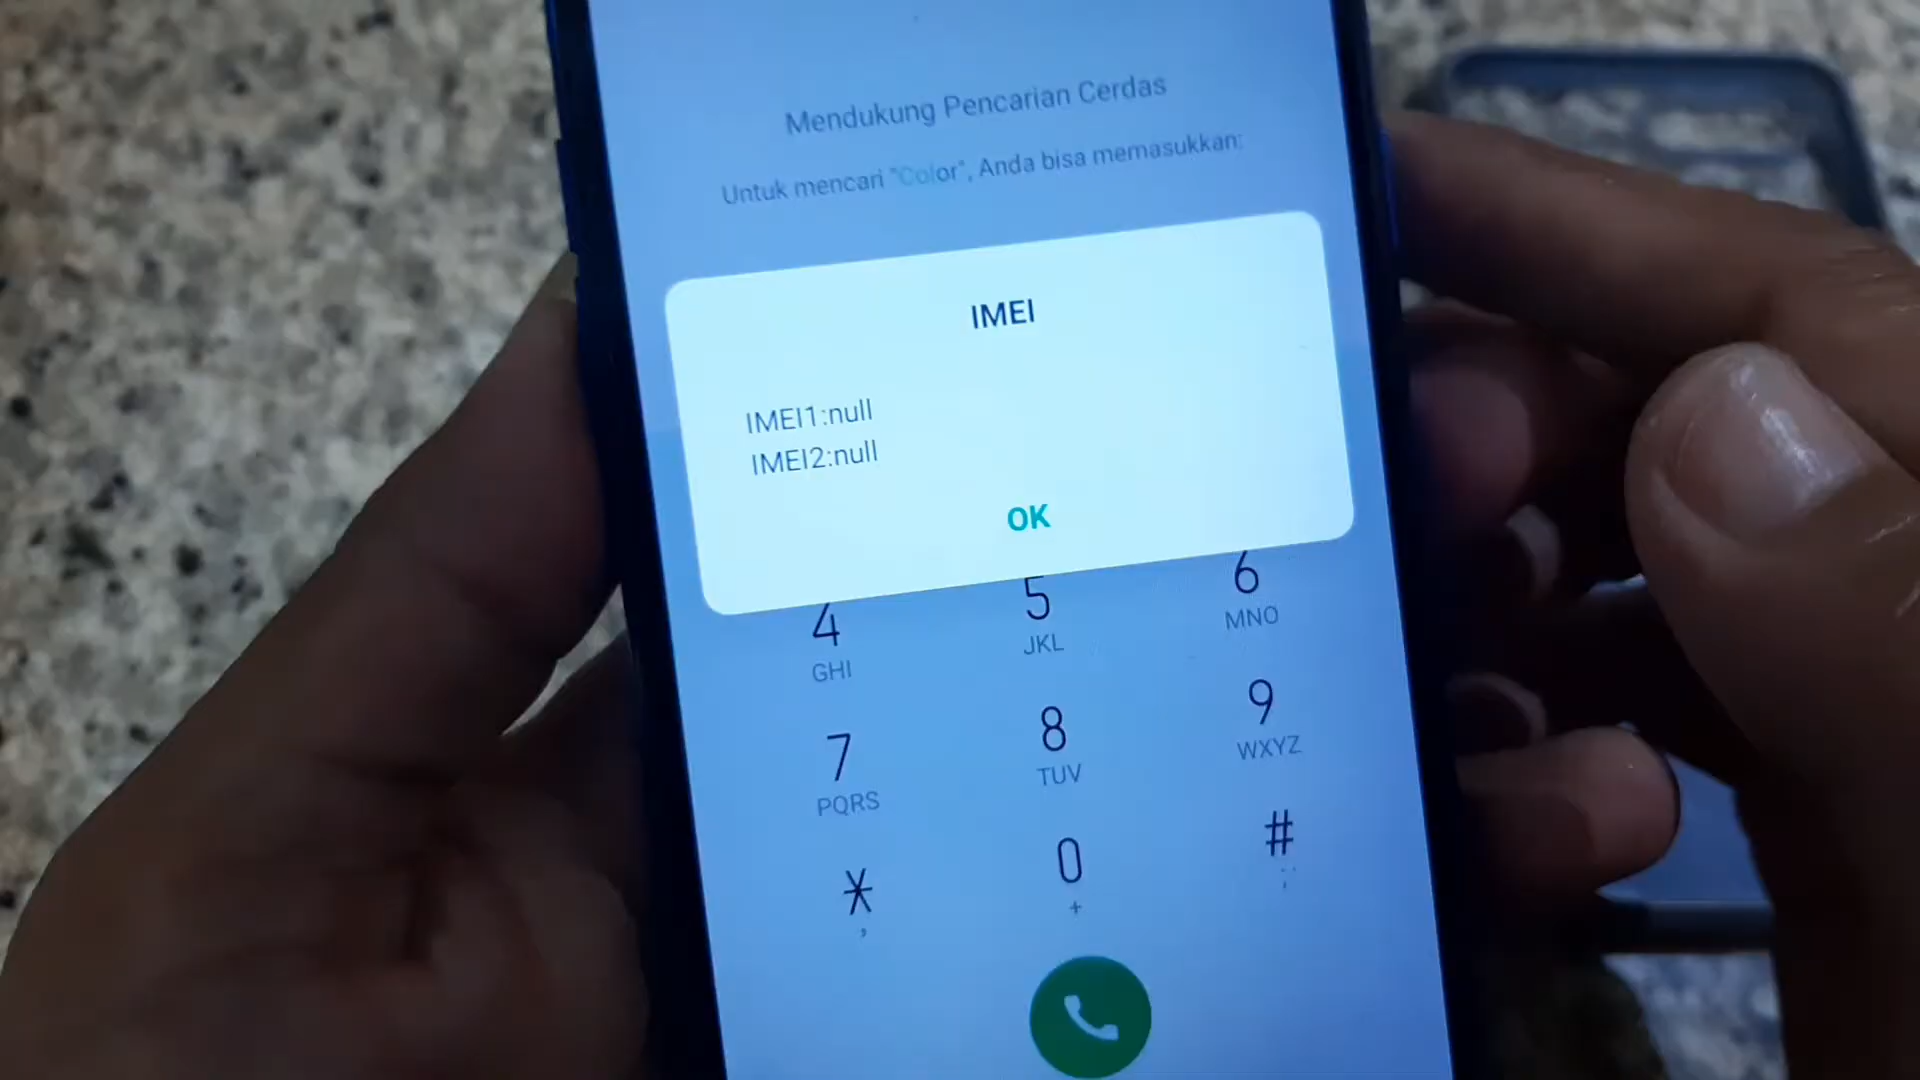 Mendukung Pencarian Cerdas
Untuk mencari "Color", Anda bisa memasukkan:
IMEI
IMEI1:null
IMEI2:null
OK
4 5 6
GHI JKL MNO
7 8 9
PQRS TUV WXYZ
* 0 #
, + ;